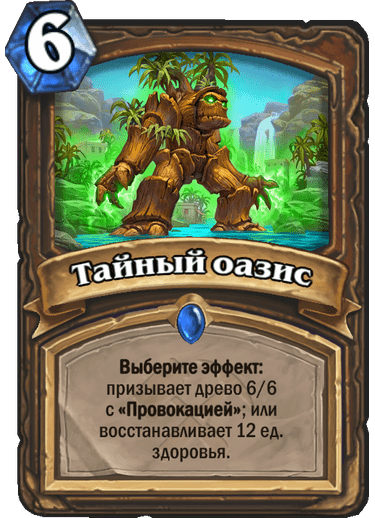 6
Тайный оазис
Выберите эффект:
призывает древо 6/6
с «Провокацией»; или
восстанавливает 12 ед.
здоровья.